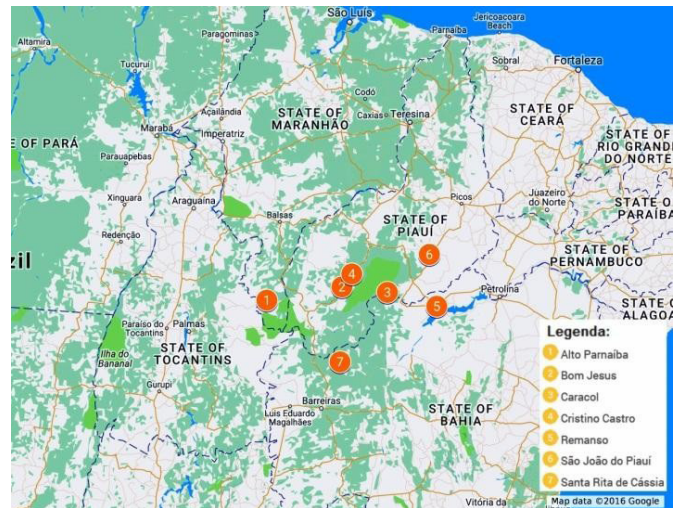 São Luís
Jericoacoara
Beach
Parnaíba
Altamira
Paragominas
Sobral
Fortaleza
Tucuruí
Codó
Açailândia
STATE OF
MARANHÃO
Caxias
Teresina
STATE OF
CEARÁ
Marabá
Imperatriz
E OF PARÁ
STATE OF
RIO GRANDE
DO NORTE
Parauapebas
Xinguara
Araguaína
Picos
Juazeiro
do Norte
STATE OF
PARAÍBA
Balsas
STATE OF
PIAUÍ
Redenção
STATE OF
PERNAMBUCO
zil
6
4
2
3
1
5
Petrolina
STATE O
ALAGOA
Paraíso do
Tocantins
Palmas
Ilha do
Bananal
STATE OF
TOCANTINS
7
Gurupi
Barreiras
Luis Eduardo
Magalhães
STATE OF
BAHIA
Vitória da
Legenda:
1 Alto Parnaíba
2 Bom Jesus
3 Caracol
4 Cristino Castro
5 Remanso
6 São João do Piauí
7 Santa Rita de Cássia
Map data ©2016 Google